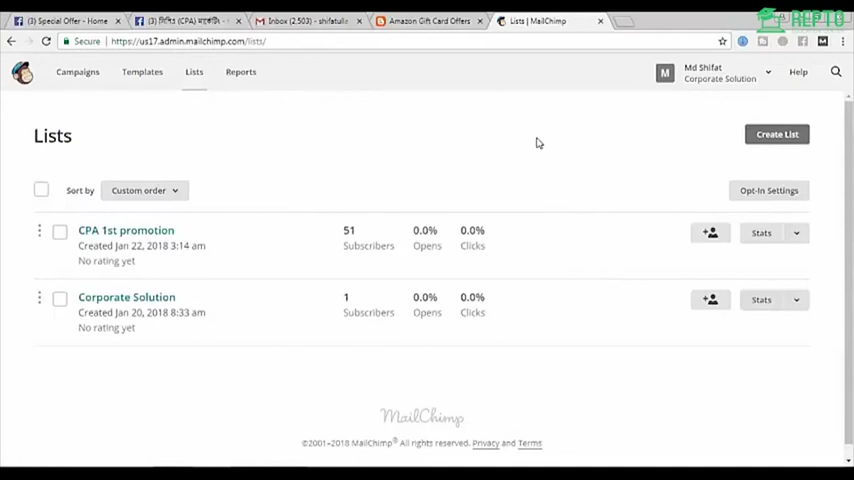 (3) Special Offer - Home
(3) সিপিএ (CPA) মার্কেটিং -
Inbox (2,503) - shifatulla
Amazon Gift Card Offers
Lists | MailChimp
REPTO
Secure
https://us17.admin.mailchimp.com/lists/
Campaigns
Templates
Lists
Reports
M
Md Shifat
Corporate Solution
Help
Lists
Create List
Sort by
Custom order
Opt-In Settings
CPA 1st promotion
51
0.0%
0.0%
Created Jan 22, 2018 3:14 am
Subscribers
Opens
Clicks
Stats
No rating yet
Corporate Solution
1
0.0%
0.0%
Created Jan 20, 2018 8:33 am
Subscribers
Opens
Clicks
Stats
No rating yet
MailChimp
©2001–2018 MailChimp® All rights reserved. Privacy and Terms